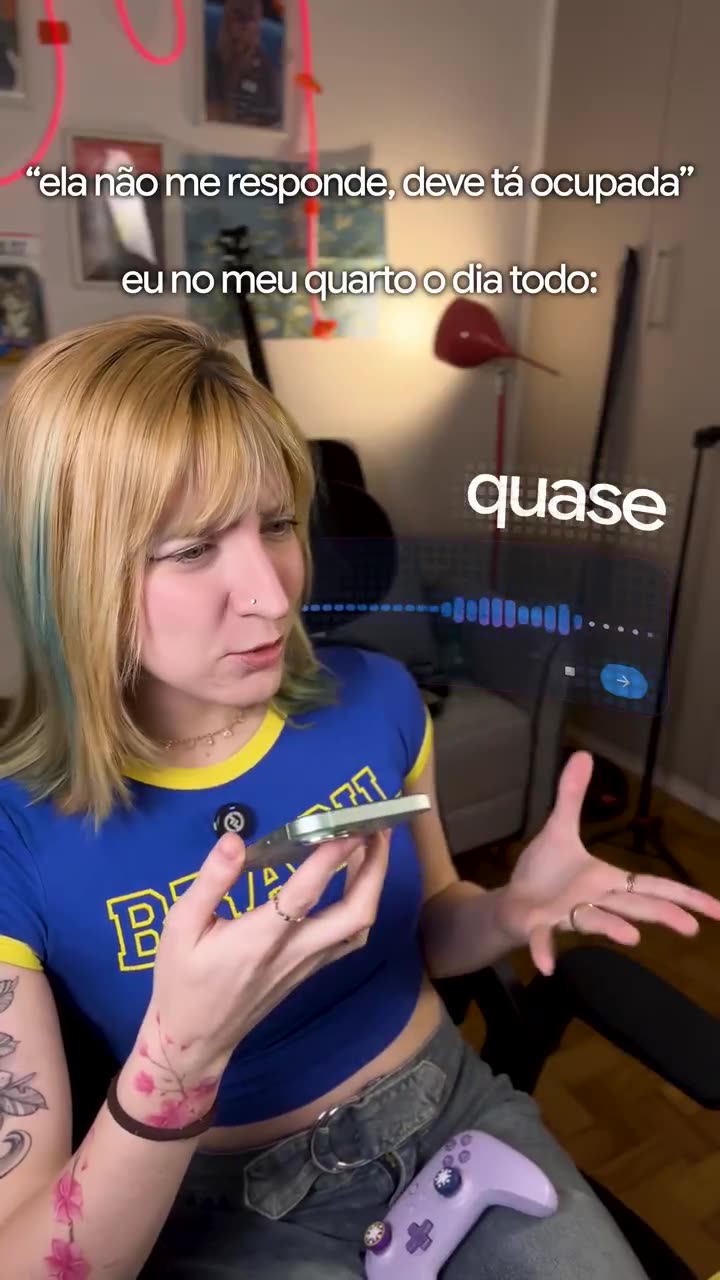 “ela não me responde, deve tá ocupada”
eu no meu quarto o dia todo:
quase